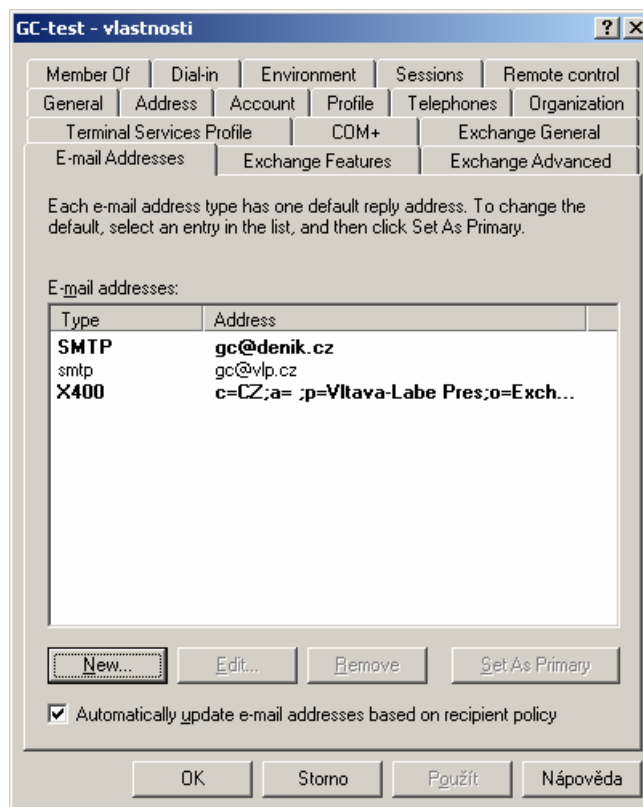 GC-test - vlastnosti
Member Of Dial-in Environment Sessions Remote control
General Address Account Profile Telephones Organization
Terminal Services Profile COM+ Exchange General
E-mail Addresses Exchange Features Exchange Advanced
Each e-mail address type has one default reply address. To change the
default, select an entry in the list, and then click Set As Primary.
E-mail addresses:
Type Address
SMTP gc@denik.cz
smtp gc@vlp.cz
X400 c=CZ;a= ;p=Vltava-Labe Pres;o=Exch...
New... Edit... Remove Set As Primary
Automatically update e-mail addresses based on recipient policy
OK Storno Použít Nápověda